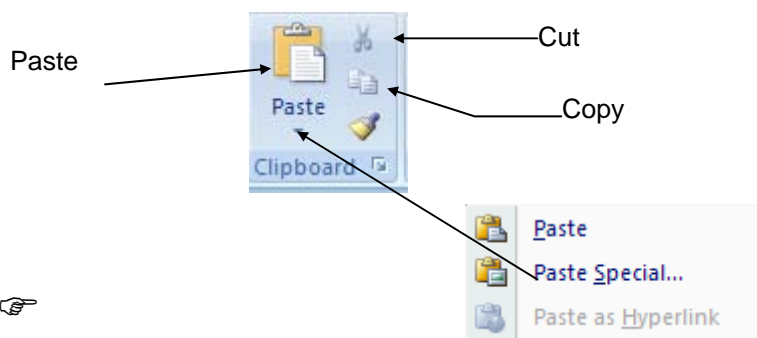 Cut
Paste
Paste
Copy
Clipboard
Paste
Paste Special...
Paste as Hyperlink